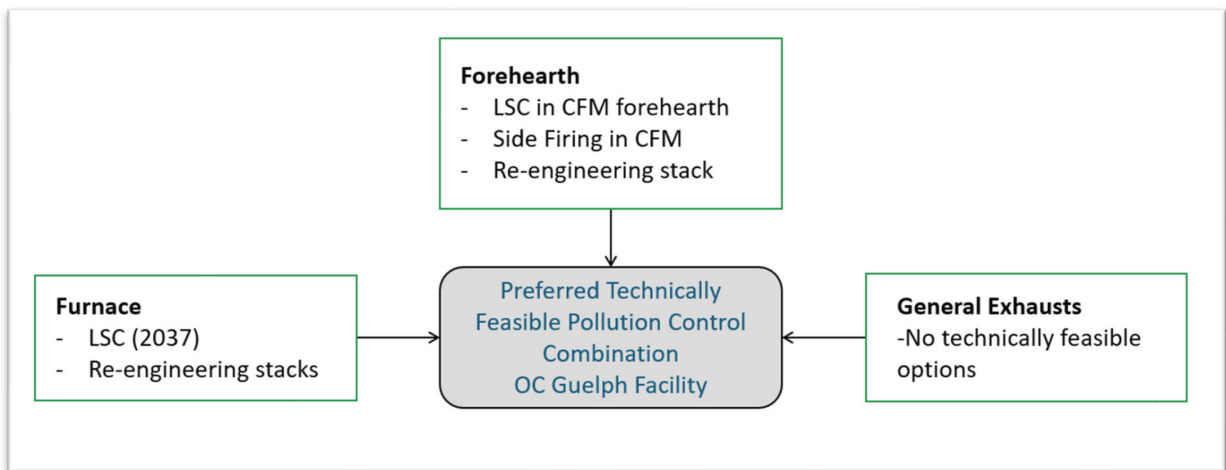 Forehearth
- LSC in CFM forehearth
- Side Firing in CFM
- Re-engineering stack
Furnace
- LSC (2037)
- Re-engineering stacks
Preferred Technically
Feasible Pollution Control
Combination
OC Guelph Facility
General Exhausts
-No technically feasible
options